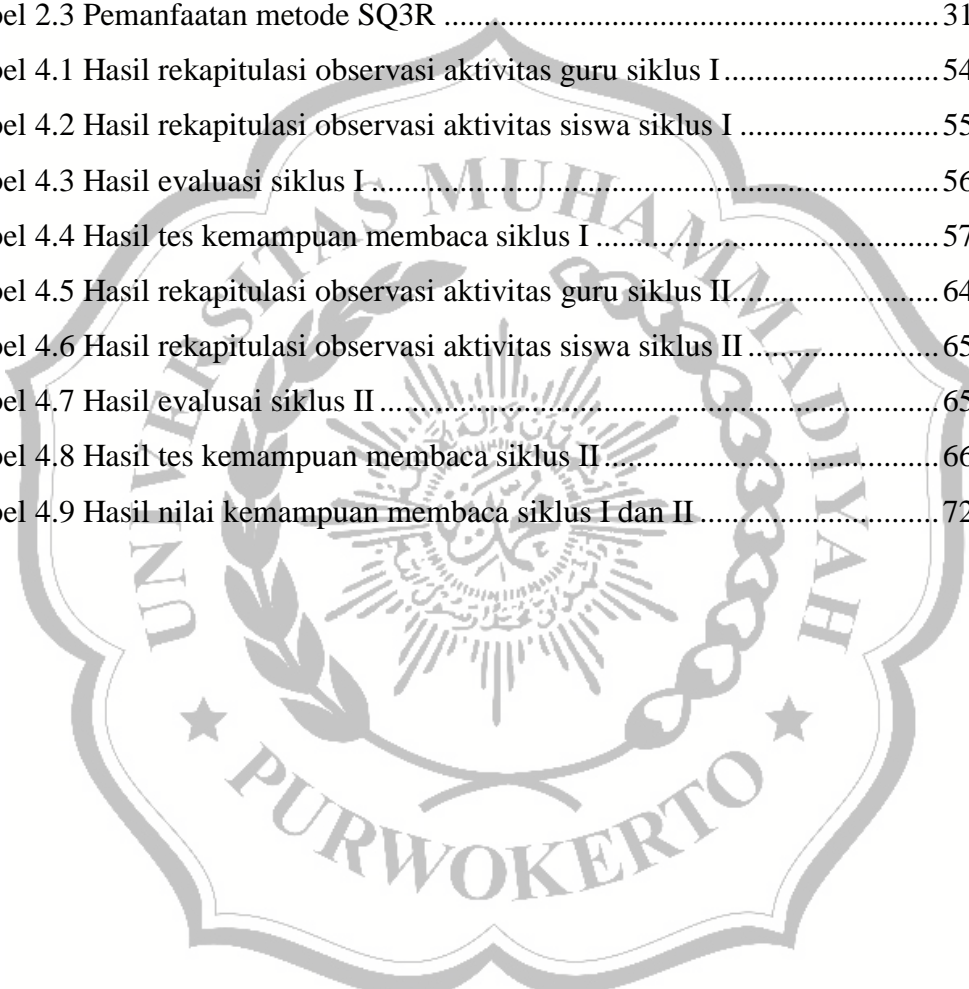 bel 2.3 Pemanfaatan metode SQ3R ........................................................ 31
bel 4.1 Hasil rekapitulasi observasi aktivitas guru siklus I ......................... 54
bel 4.2 Hasil rekapitulasi observasi aktivitas siswa siklus I ....................... 55
bel 4.3 Hasil evaluasi siklus I ................................................................. 56
bel 4.4 Hasil tes kemampuan membaca siklus I ....................................... 57
bel 4.5 Hasil rekapitulasi observasi aktivitas guru siklus II........................ 64
bel 4.6 Hasil rekapitulasi observasi aktivitas siswa siklus II ...................... 65
bel 4.7 Hasil evalusai siklus II ................................................................ 65
bel 4.8 Hasil tes kemampuan membaca siklus II ...................................... 66
bel 4.9 Hasil nilai kemampuan membaca siklus I dan II ........................... 72
UNIVERSITAS MUHAMMADIYAH
PURWOKERTO